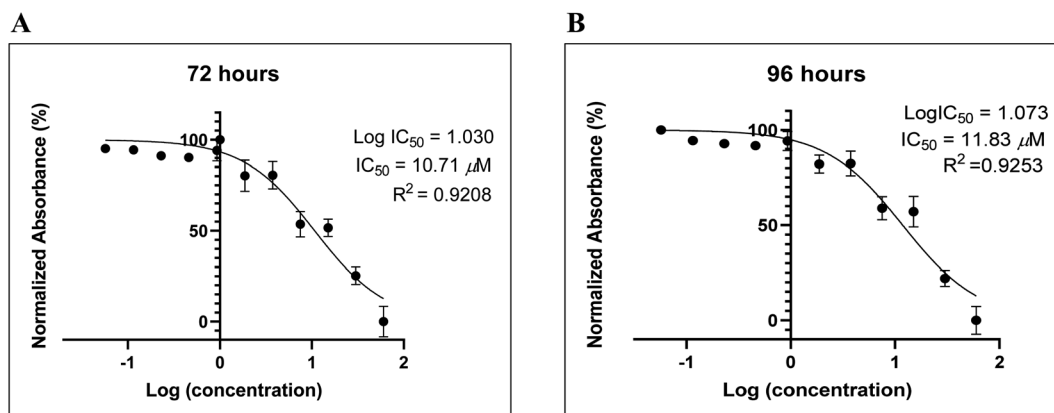 A
72 hours
Normalized Absorbance (%)
100
50
0
-1
0
1
2
Log (concentration)
Log IC₅₀ = 1.030
IC₅₀ = 10.71 μM
R² = 0.9208
B
96 hours
Normalized Absorbance (%)
100
50
0
-1
0
1
2
Log (concentration)
LogIC₅₀ = 1.073
IC₅₀ = 11.83 μM
R² =0.9253